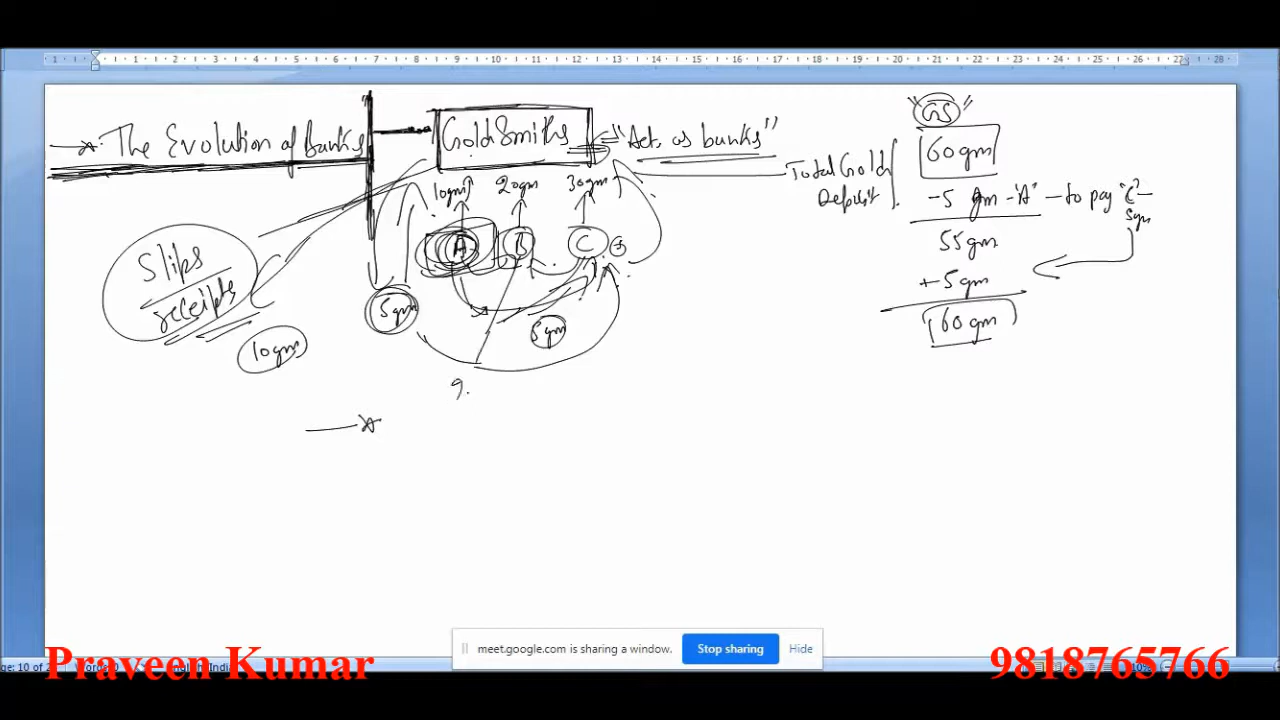 The Evolution of Banks
GoldSmiths
"Act as banks"
GS
60gm
Total Gold
Deposit
-5 gm - "A" - to pay "C" -
5gm
55gm
+5gm
60gm
10gm
20gm
30gm
A
B
C
Slips
receipts
5gm
5gm
10gm
9.
meet.google.com is sharing a window.
Stop sharing
Hide
Praveen Kumar
9818765766